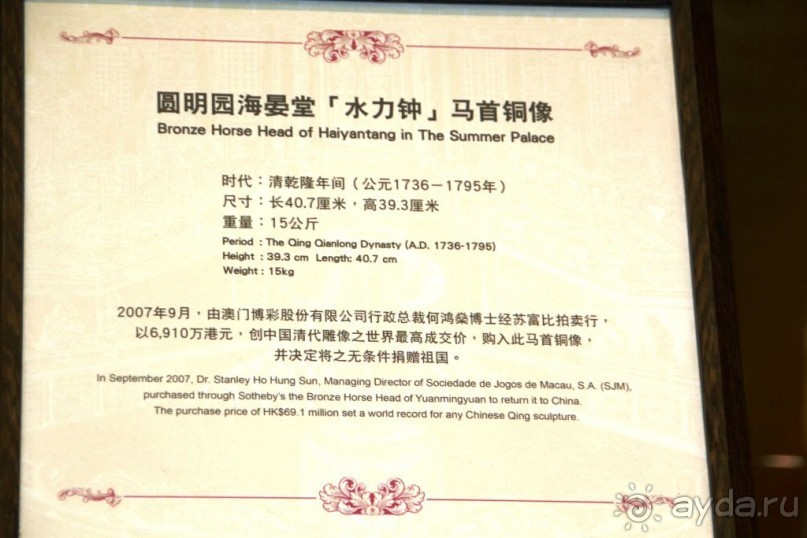 圆明园海晏堂「水力钟」马首铜像
Bronze Horse Head of Haiyantang in The Summer Palace
时代：清乾隆年间（公元1736－1795年）
尺寸：长40.7厘米，高39.3厘米
重量：15公斤
Period : The Qing Qianlong Dynasty (A.D. 1736-1795)
Height : 39.3 cm Length: 40.7 cm
Weight : 15kg
2007年9月，由澳门博彩股份有限公司行政总裁何鸿燊博士经苏富比拍卖行，
以6,910万港元，创中国清代雕像之世界最高成交价，购入此马首铜像，
并决定将之无条件捐赠祖国。
In September 2007, Dr. Stanley Ho Hung Sun, Managing Director of Sociedade de Jogos de Macau, S.A. (SJM),
purchased through Sotheby's the Bronze Horse Head of Yuanmingyuan to return it to China.
The purchase price of HK$69.1 million set a world record for any Chinese Qing sculpture.
ayda.ru